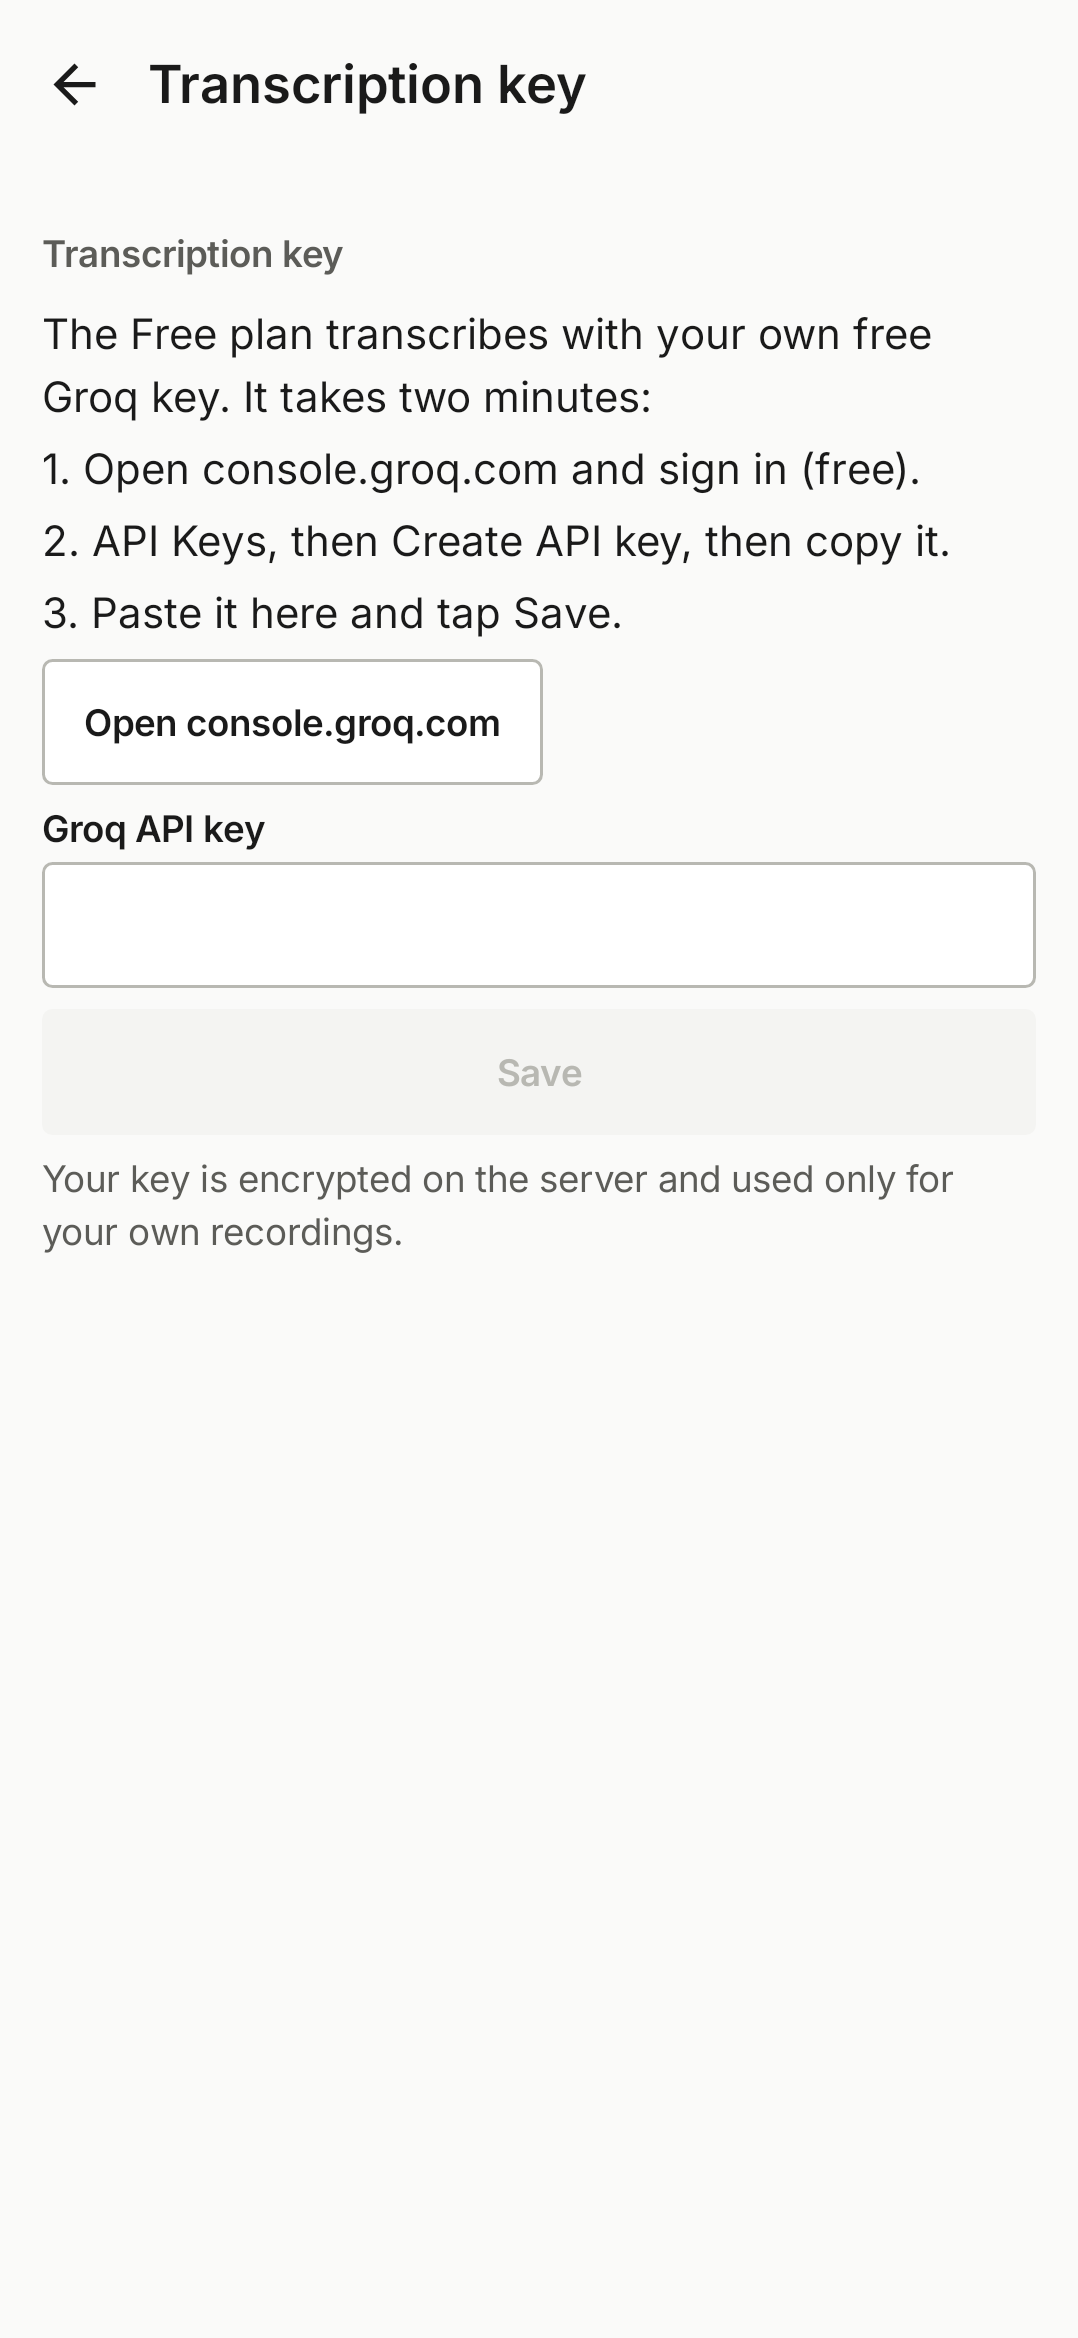 Transcription key
Transcription key
The Free plan transcribes with your own free
Groq key. It takes two minutes:
1. Open console.groq.com and sign in (free).
2. API Keys, then Create API key, then copy it.
3. Paste it here and tap Save.
Open console.groq.com
Groq API key
Save
Your key is encrypted on the server and used only for
your own recordings.